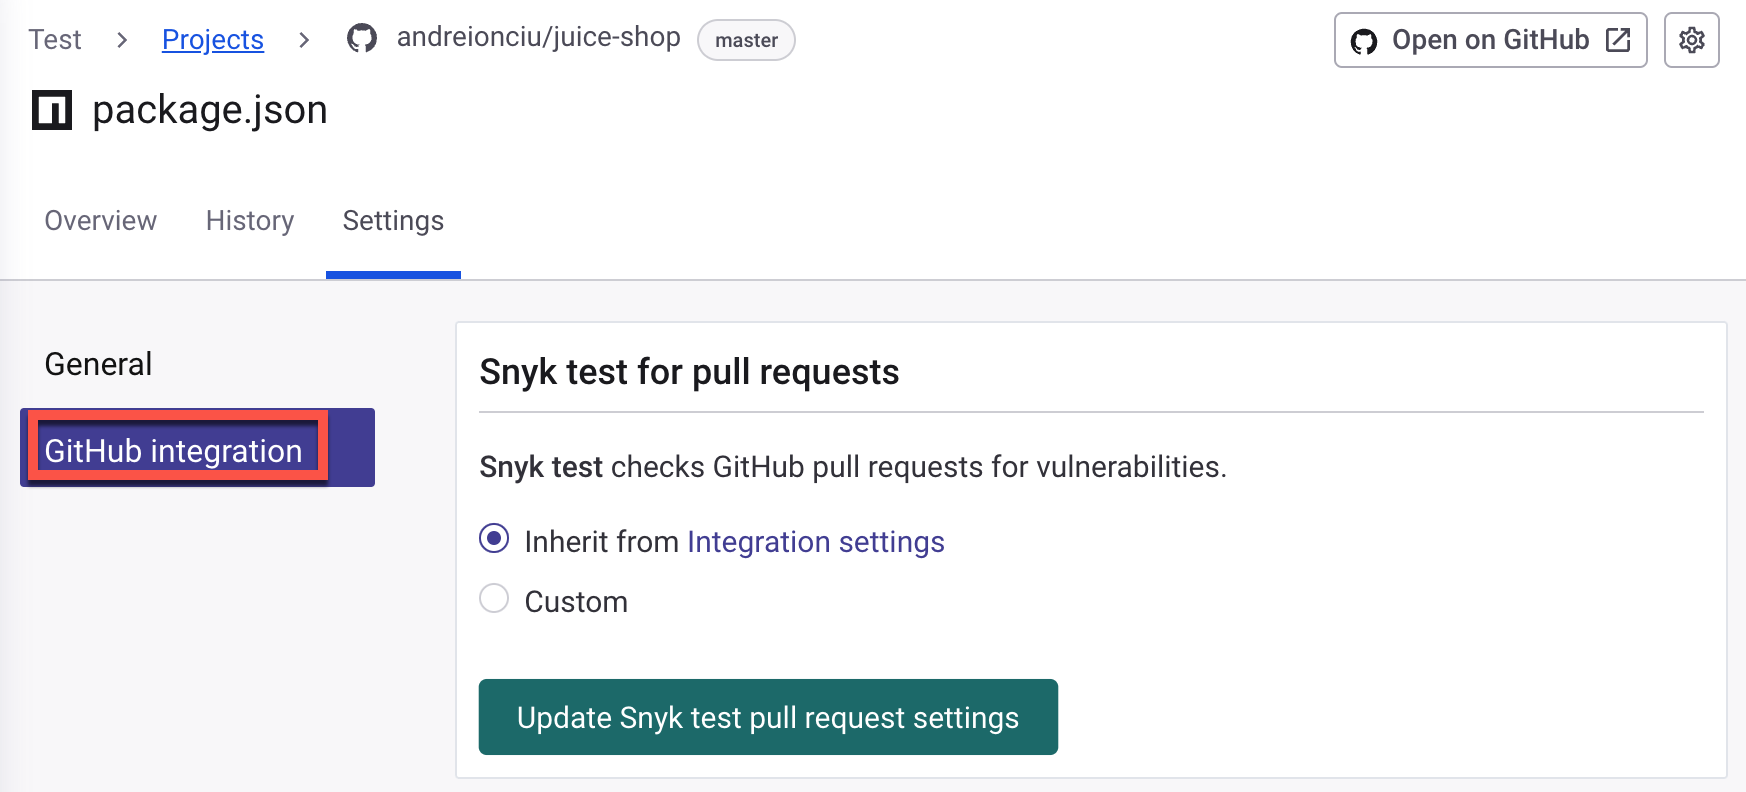 Test > Projects > andreionciu/juice-shop master
Open on GitHub
package.json
Overview History Settings
General
GitHub integration
Snyk test for pull requests
Snyk test checks GitHub pull requests for vulnerabilities.
Inherit from Integration settings
Custom
Update Snyk test pull request settings